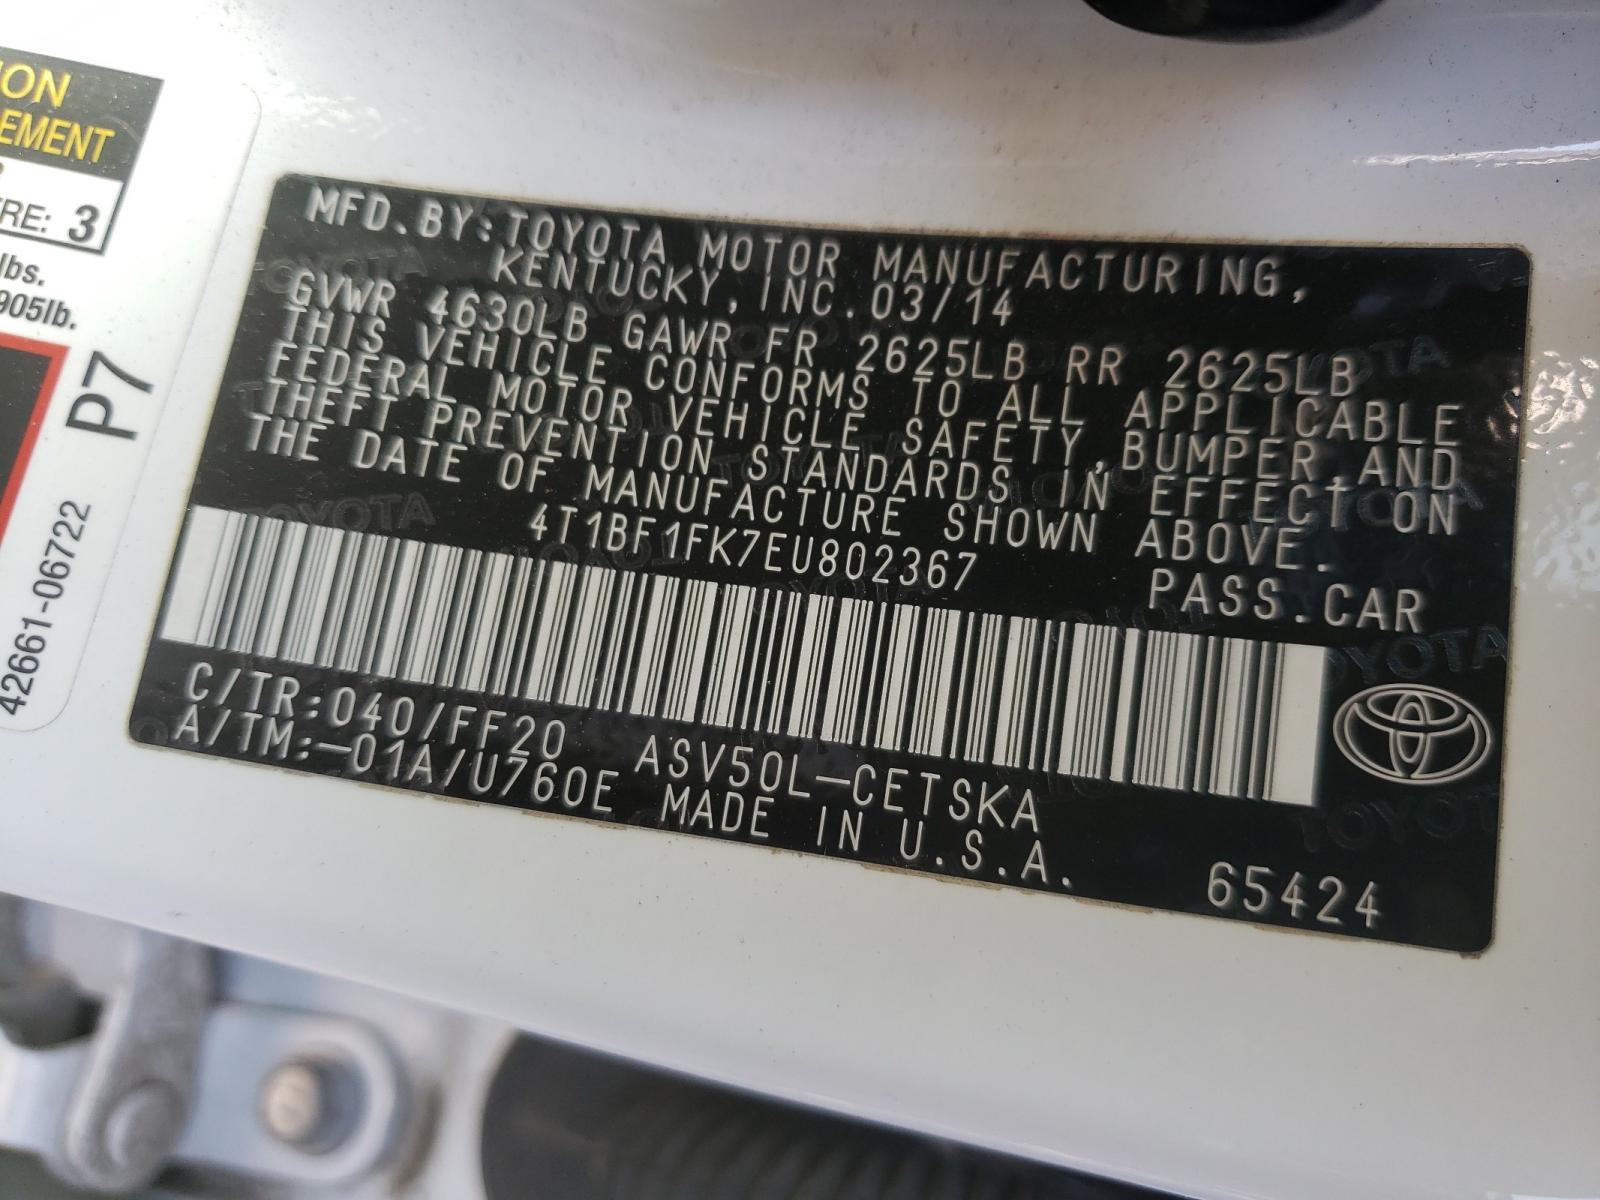 ION
EMENT
RE: 3
lbs.
905lb.
P7
42661-06722
MFD.BY:TOYOTA MOTOR MANUFACTURING,
KENTUCKY,INC.03/14
GVWR 4630LB GAWR FR 2625LB RR 2625LB
THIS VEHICLE CONFORMS TO ALL APPLICABLE
FEDERAL MOTOR VEHICLE SAFETY,BUMPER,AND
THEFT PREVENTION STANDARDS IN EFFECT ON
THE DATE OF MANUFACTURE SHOWN ABOVE.
4T1BF1FK7EU802367 PASS.CAR
C/TR:040/FF20 ASV50L-CETSKA
A/TM:-01A/U760E MADE IN U.S.A.
65424